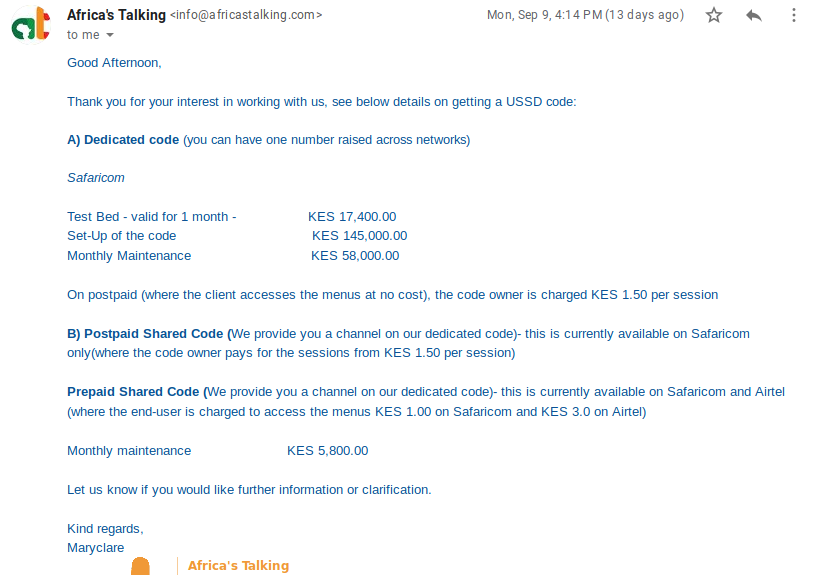 Africa's Talking <info@africastalking.com>
Mon, Sep 9, 4:14 PM (13 days ago)
to me
Good Afternoon,
Thank you for your interest in working with us, see below details on getting a USSD code:
A) Dedicated code (you can have one number raised across networks)
Safaricom
Test Bed - valid for 1 month - KES 17,400.00
Set-Up of the code KES 145,000.00
Monthly Maintenance KES 58,000.00
On postpaid (where the client accesses the menus at no cost), the code owner is charged KES 1.50 per session
B) Postpaid Shared Code (We provide you a channel on our dedicated code)- this is currently available on Safaricom
only(where the code owner pays for the sessions from KES 1.50 per session)
Prepaid Shared Code (We provide you a channel on our dedicated code)- this is currently available on Safaricom and Airtel
(where the end-user is charged to access the menus KES 1.00 on Safaricom and KES 3.0 on Airtel)
Monthly maintenance KES 5,800.00
Let us know if you would like further information or clarification.
Kind regards,
Maryclare
Africa's Talking